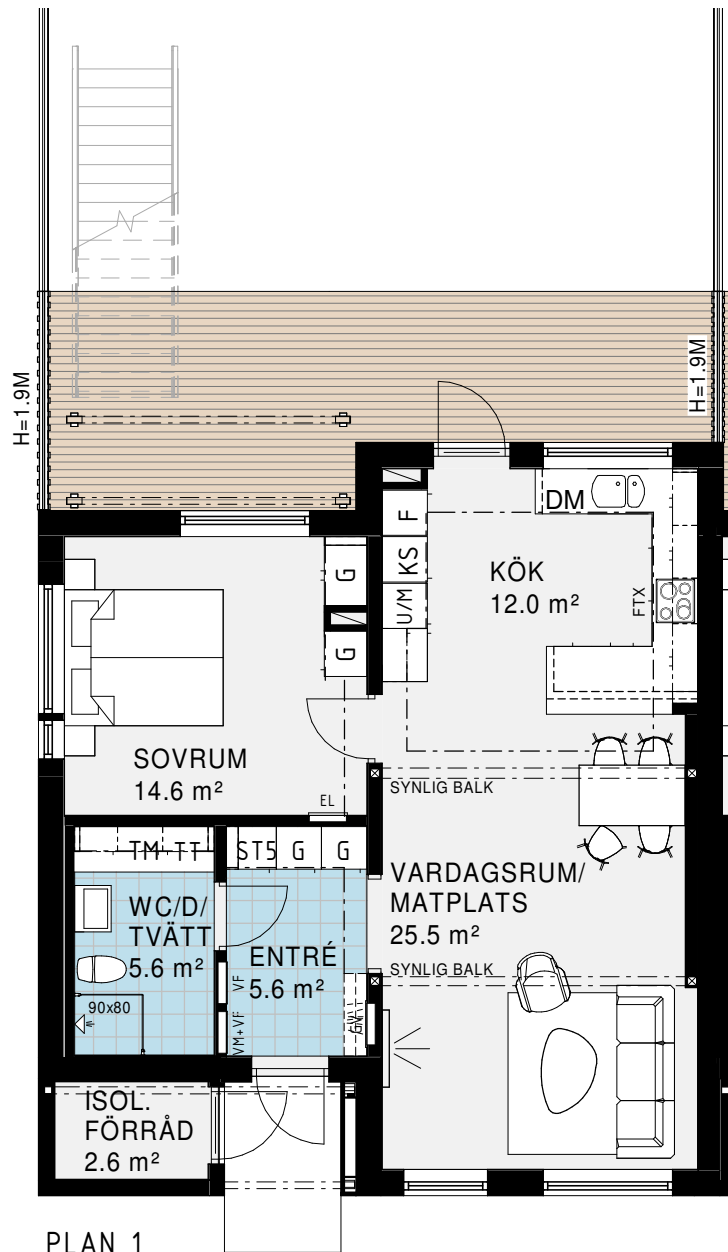 H=1.9M
H=1.9M
DM
F
KS
U/M
KÖK
12.0 m²
FTX
G
G
SOVRUM
14.6 m²
EL
SYNLIG BALK
TM TT
ST5 G G
VARDAGSRUM/
MATPLATS
25.5 m²
WC/D/
TVÄTT
5.6 m²
ENTRÉ
5.6 m²
VF
SYNLIG BALK
90x80
VM+VF
ISOL.
FÖRRÅD
2.6 m²
PLAN 1